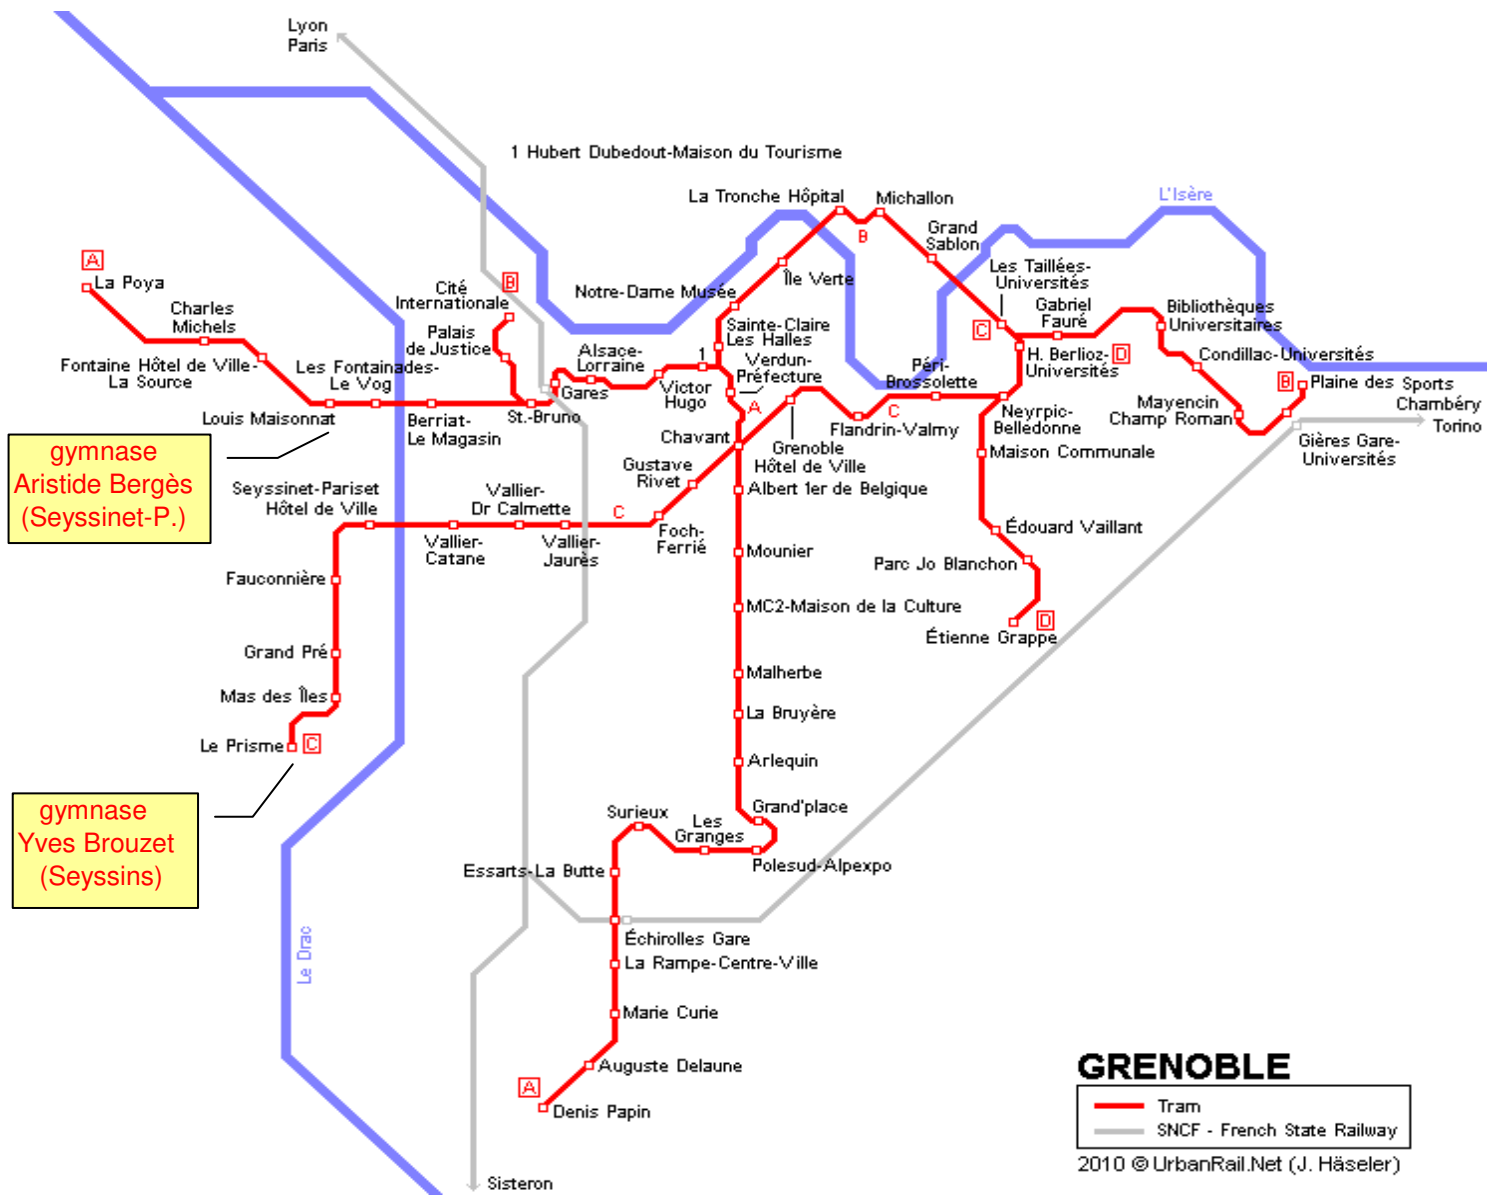 Lyon
Paris
1 Hubert Dubedout-Maison du Tourisme
La Tronche Hôpital
Michallon
B
L'Isère
Grand
Sablon
A
La Poya
Cité
Internationale
B
Notre-Dame Musée
Île Verte
Les Taillées-
Universités
Gabriel
Fauré
Bibliothèques
Universitaires
Charles
Michels
Palais
de Justice
Sainte-Claire
Les Halles
C
Fontaine Hôtel de Ville-
La Source
Les Fontainades-
Le Vog
Alsace-
Lorraine
1
Verdun-
Préfecture
Péri-
Brossolette
H. Berlioz-
Universités
D
Condillac-Universités
Gares
Victor
Hugo
A
C
B
Plaine des
Sports
Louis Maisonnat
Berriat-
Le Magasin
St.-Bruno
Flandrin-Valmy
Neyrpic-
Belledonne
Mayencin
Champ Roman
Chambéry
Torino
gymnase
Aristide Bergès
(Seyssinet-P.)
Chavant
Grenoble
Hôtel de Ville
Maison Communale
Gières Gare-
Universités
Gustave
Rivet
Seyssinet-Pariset
Hôtel de Ville
Vallier-
Dr Calmette
C
Albert 1er de Belgique
Vallier-
Catane
Vallier-
Jaurès
Foch-
Ferrié
Édouard Vaillant
Mounier
Parc Jo Blanchon
Fauconnière
MC2-Maison de la Culture
D
Étienne Grappe
Grand Pré
Malherbe
Mas des Îles
La Bruyère
Le Prisme
C
Arlequin
gymnase
Yves Brouzet
(Seyssins)
Surieux
Les
Granges
Grand'place
Essarts-La Butte
Polesud-Alpexpo
Le Drac
Échirolles Gare
La Rampe-Centre-Ville
Marie Curie
Auguste Delaune
A
Denis Papin
Sisteron
GRENOBLE
Tram
SNCF - French State Railway
2010 © UrbanRail.Net (J. Häseler)